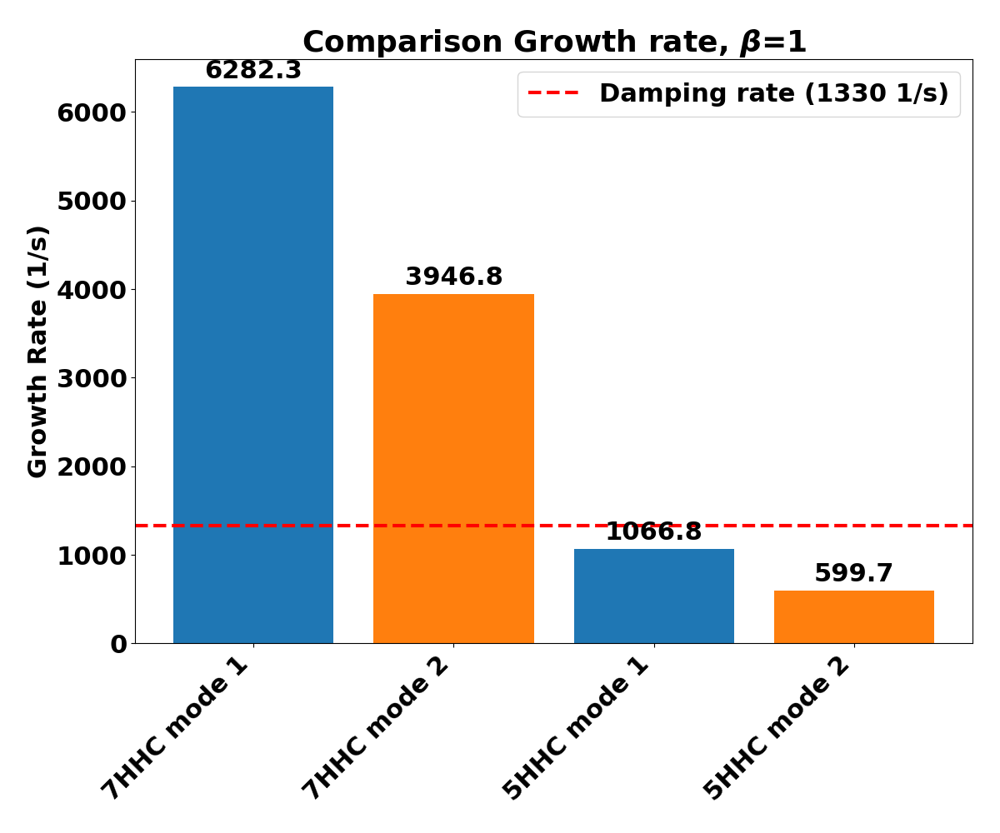 Comparison Growth rate, β=1
Damping rate (1330 1/s)
Growth Rate (1/s)
6000
5000
4000
3000
2000
1000
0
6282.3
3946.8
1066.8
599.7
7HHC mode 1
7HHC mode 2
5HHC mode 1
5HHC mode 2